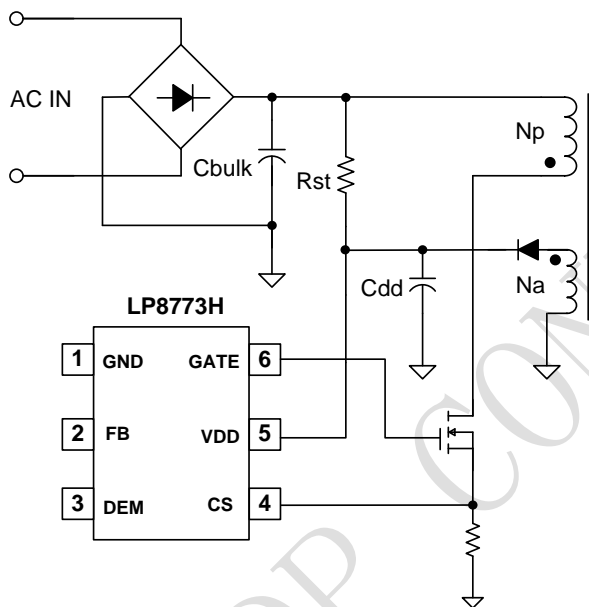 AC IN
Cbulk
Rst
Np
Cdd
Na
LP8773H
1 GND GATE 6
2 FB VDD 5
3 DEM CS 4